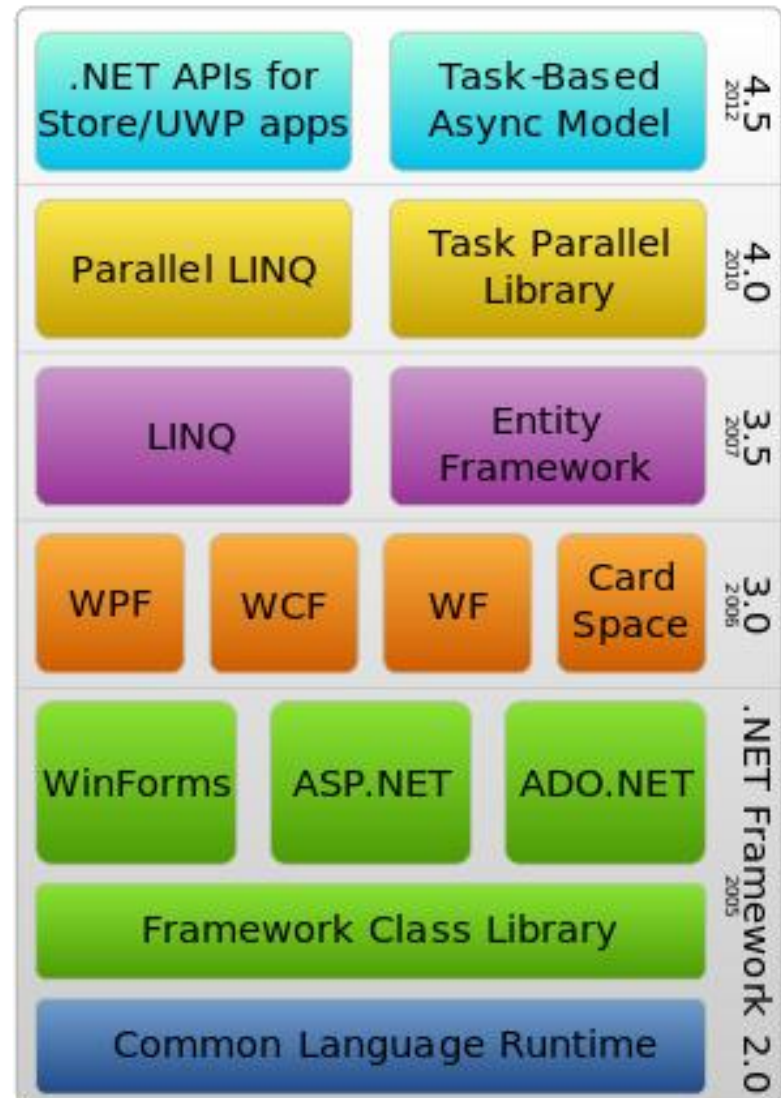 .NET APIs for
Store/UWP apps
Task-Based
Async Model
4.5
2012
Parallel LINQ
Task Parallel
Library
4.0
2010
LINQ
Entity
Framework
3.5
2007
WPF
WCF
WF
Card
Space
3.0
2006
WinForms
ASP.NET
ADO.NET
Framework Class Library
Common Language Runtime
.NET Framework 2.0
2005